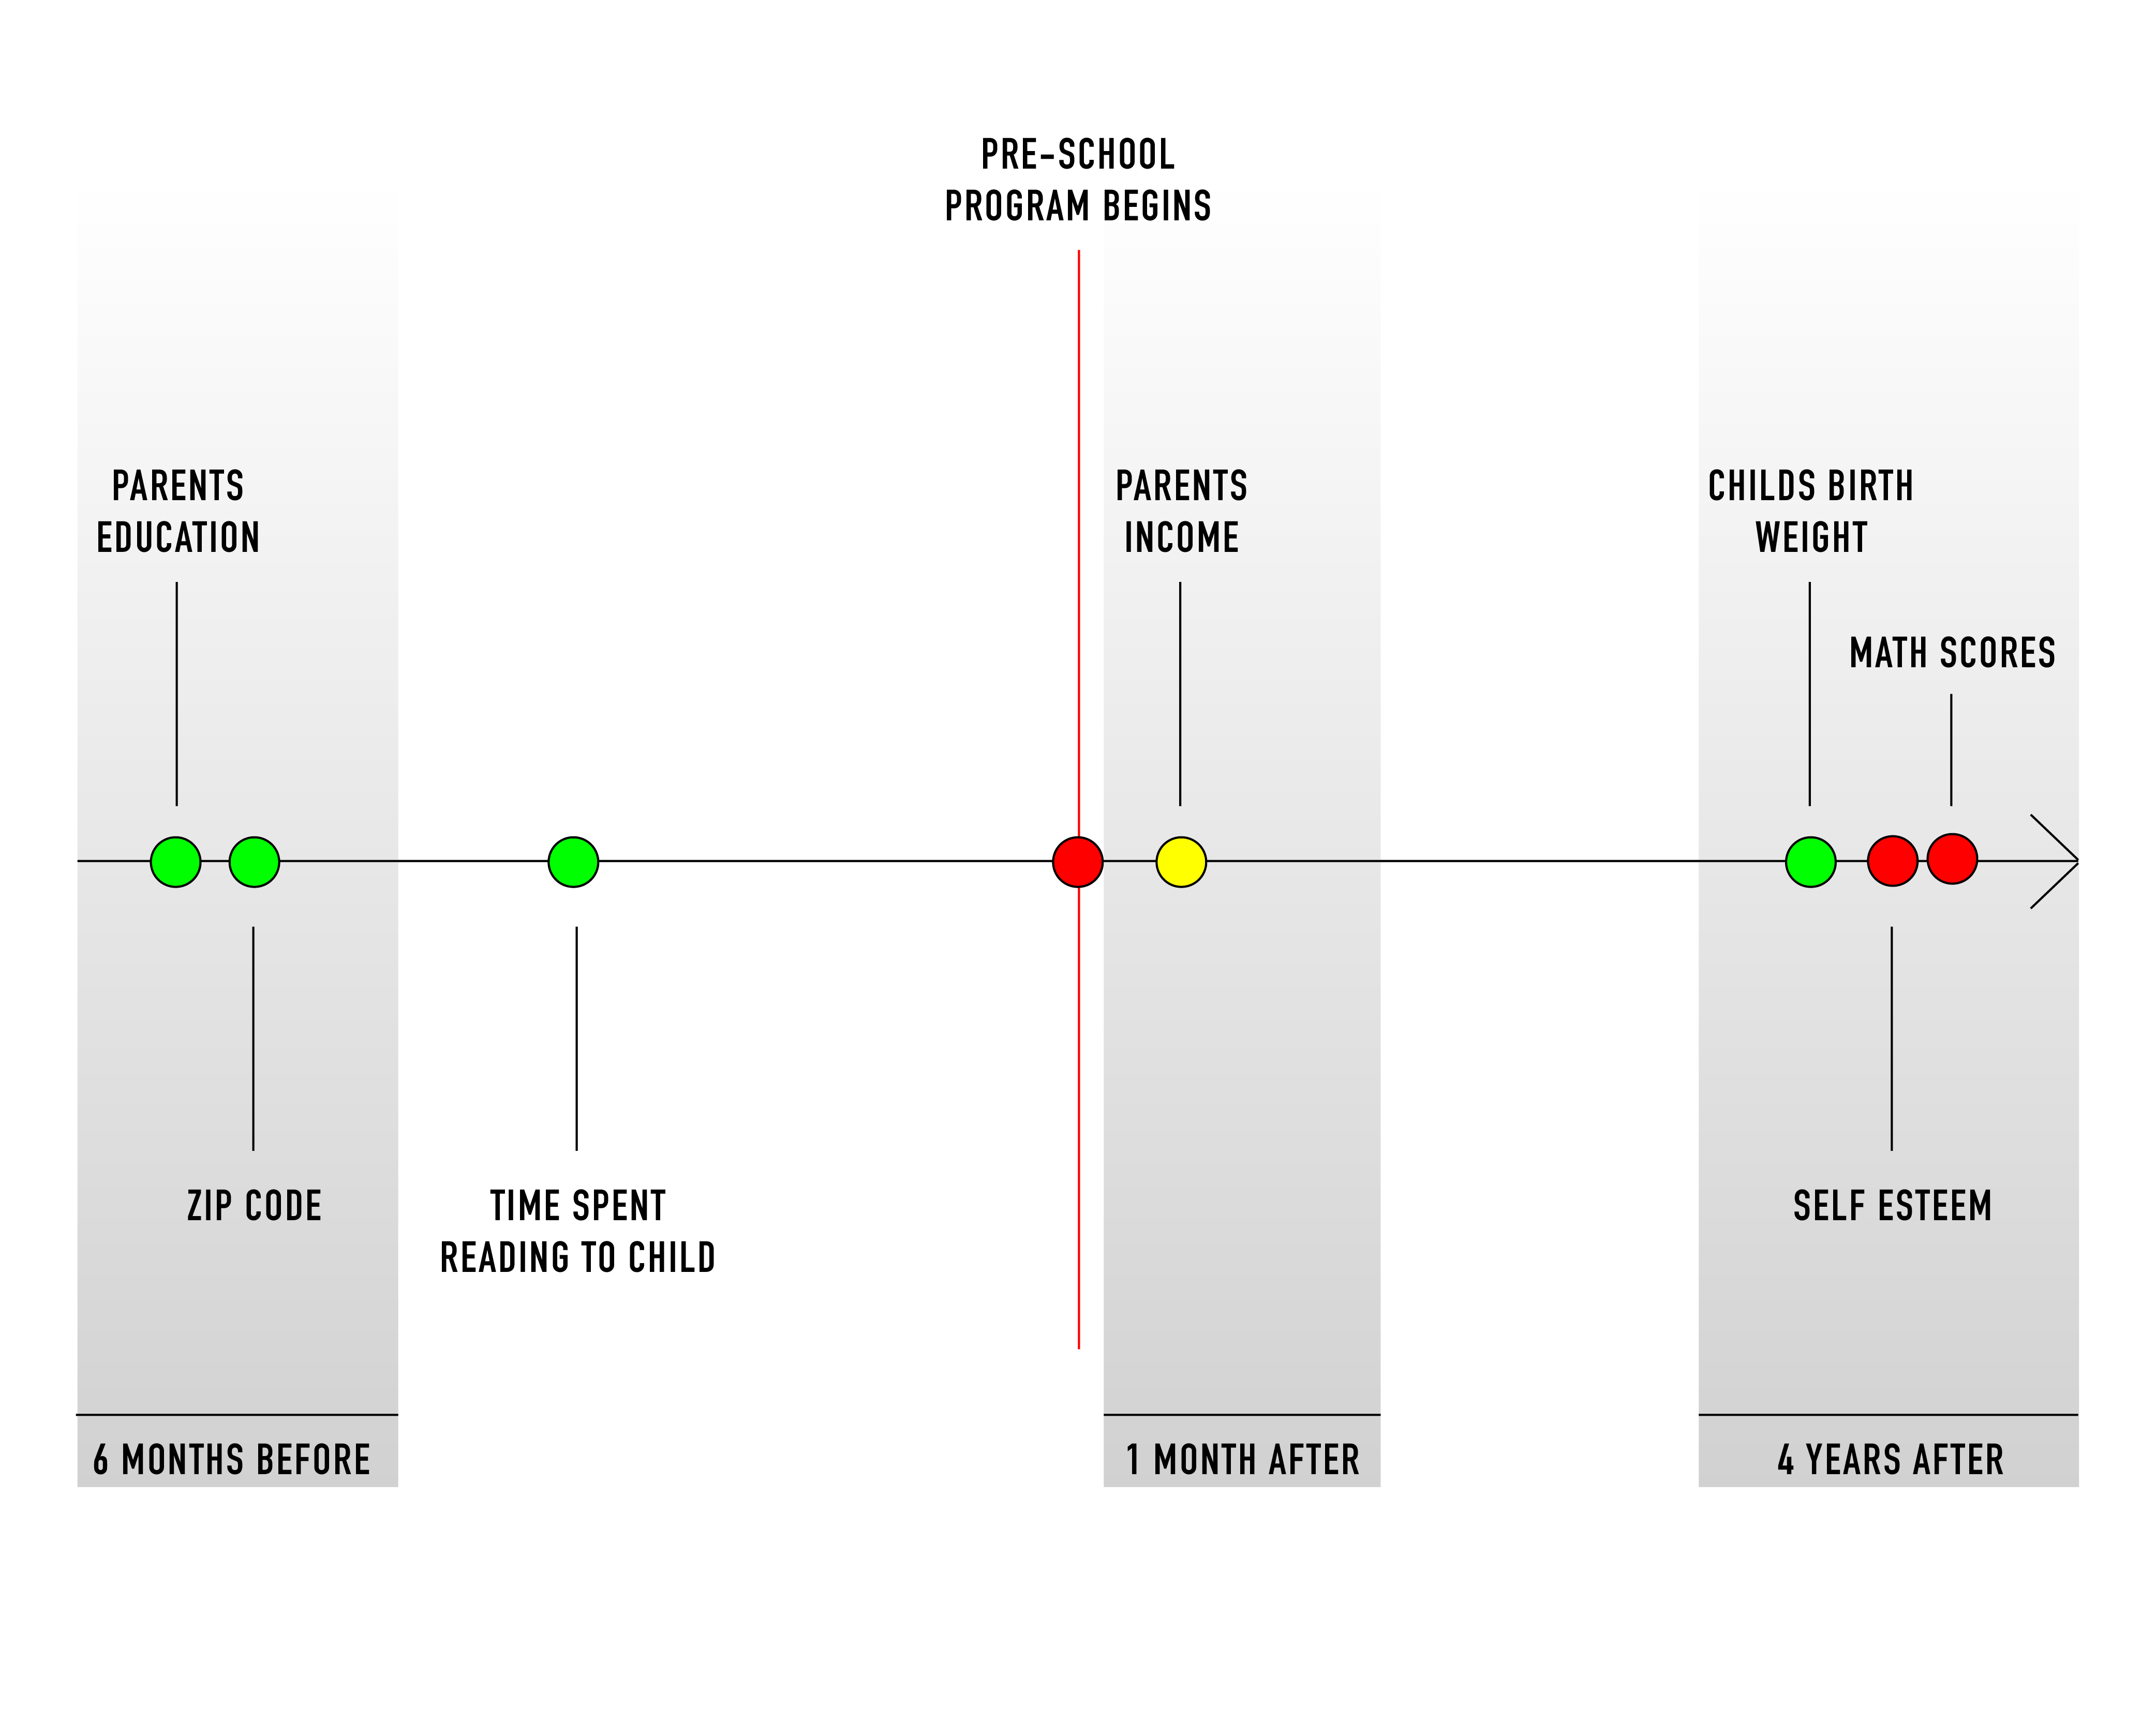 PRE-SCHOOL
PROGRAM BEGINS
PARENTS
EDUCATION
PARENTS
INCOME
CHILDS BIRTH
WEIGHT
MATH SCORES
ZIP CODE
TIME SPENT
READING TO CHILD
SELF ESTEEM
6 MONTHS BEFORE
1 MONTH AFTER
4 YEARS AFTER